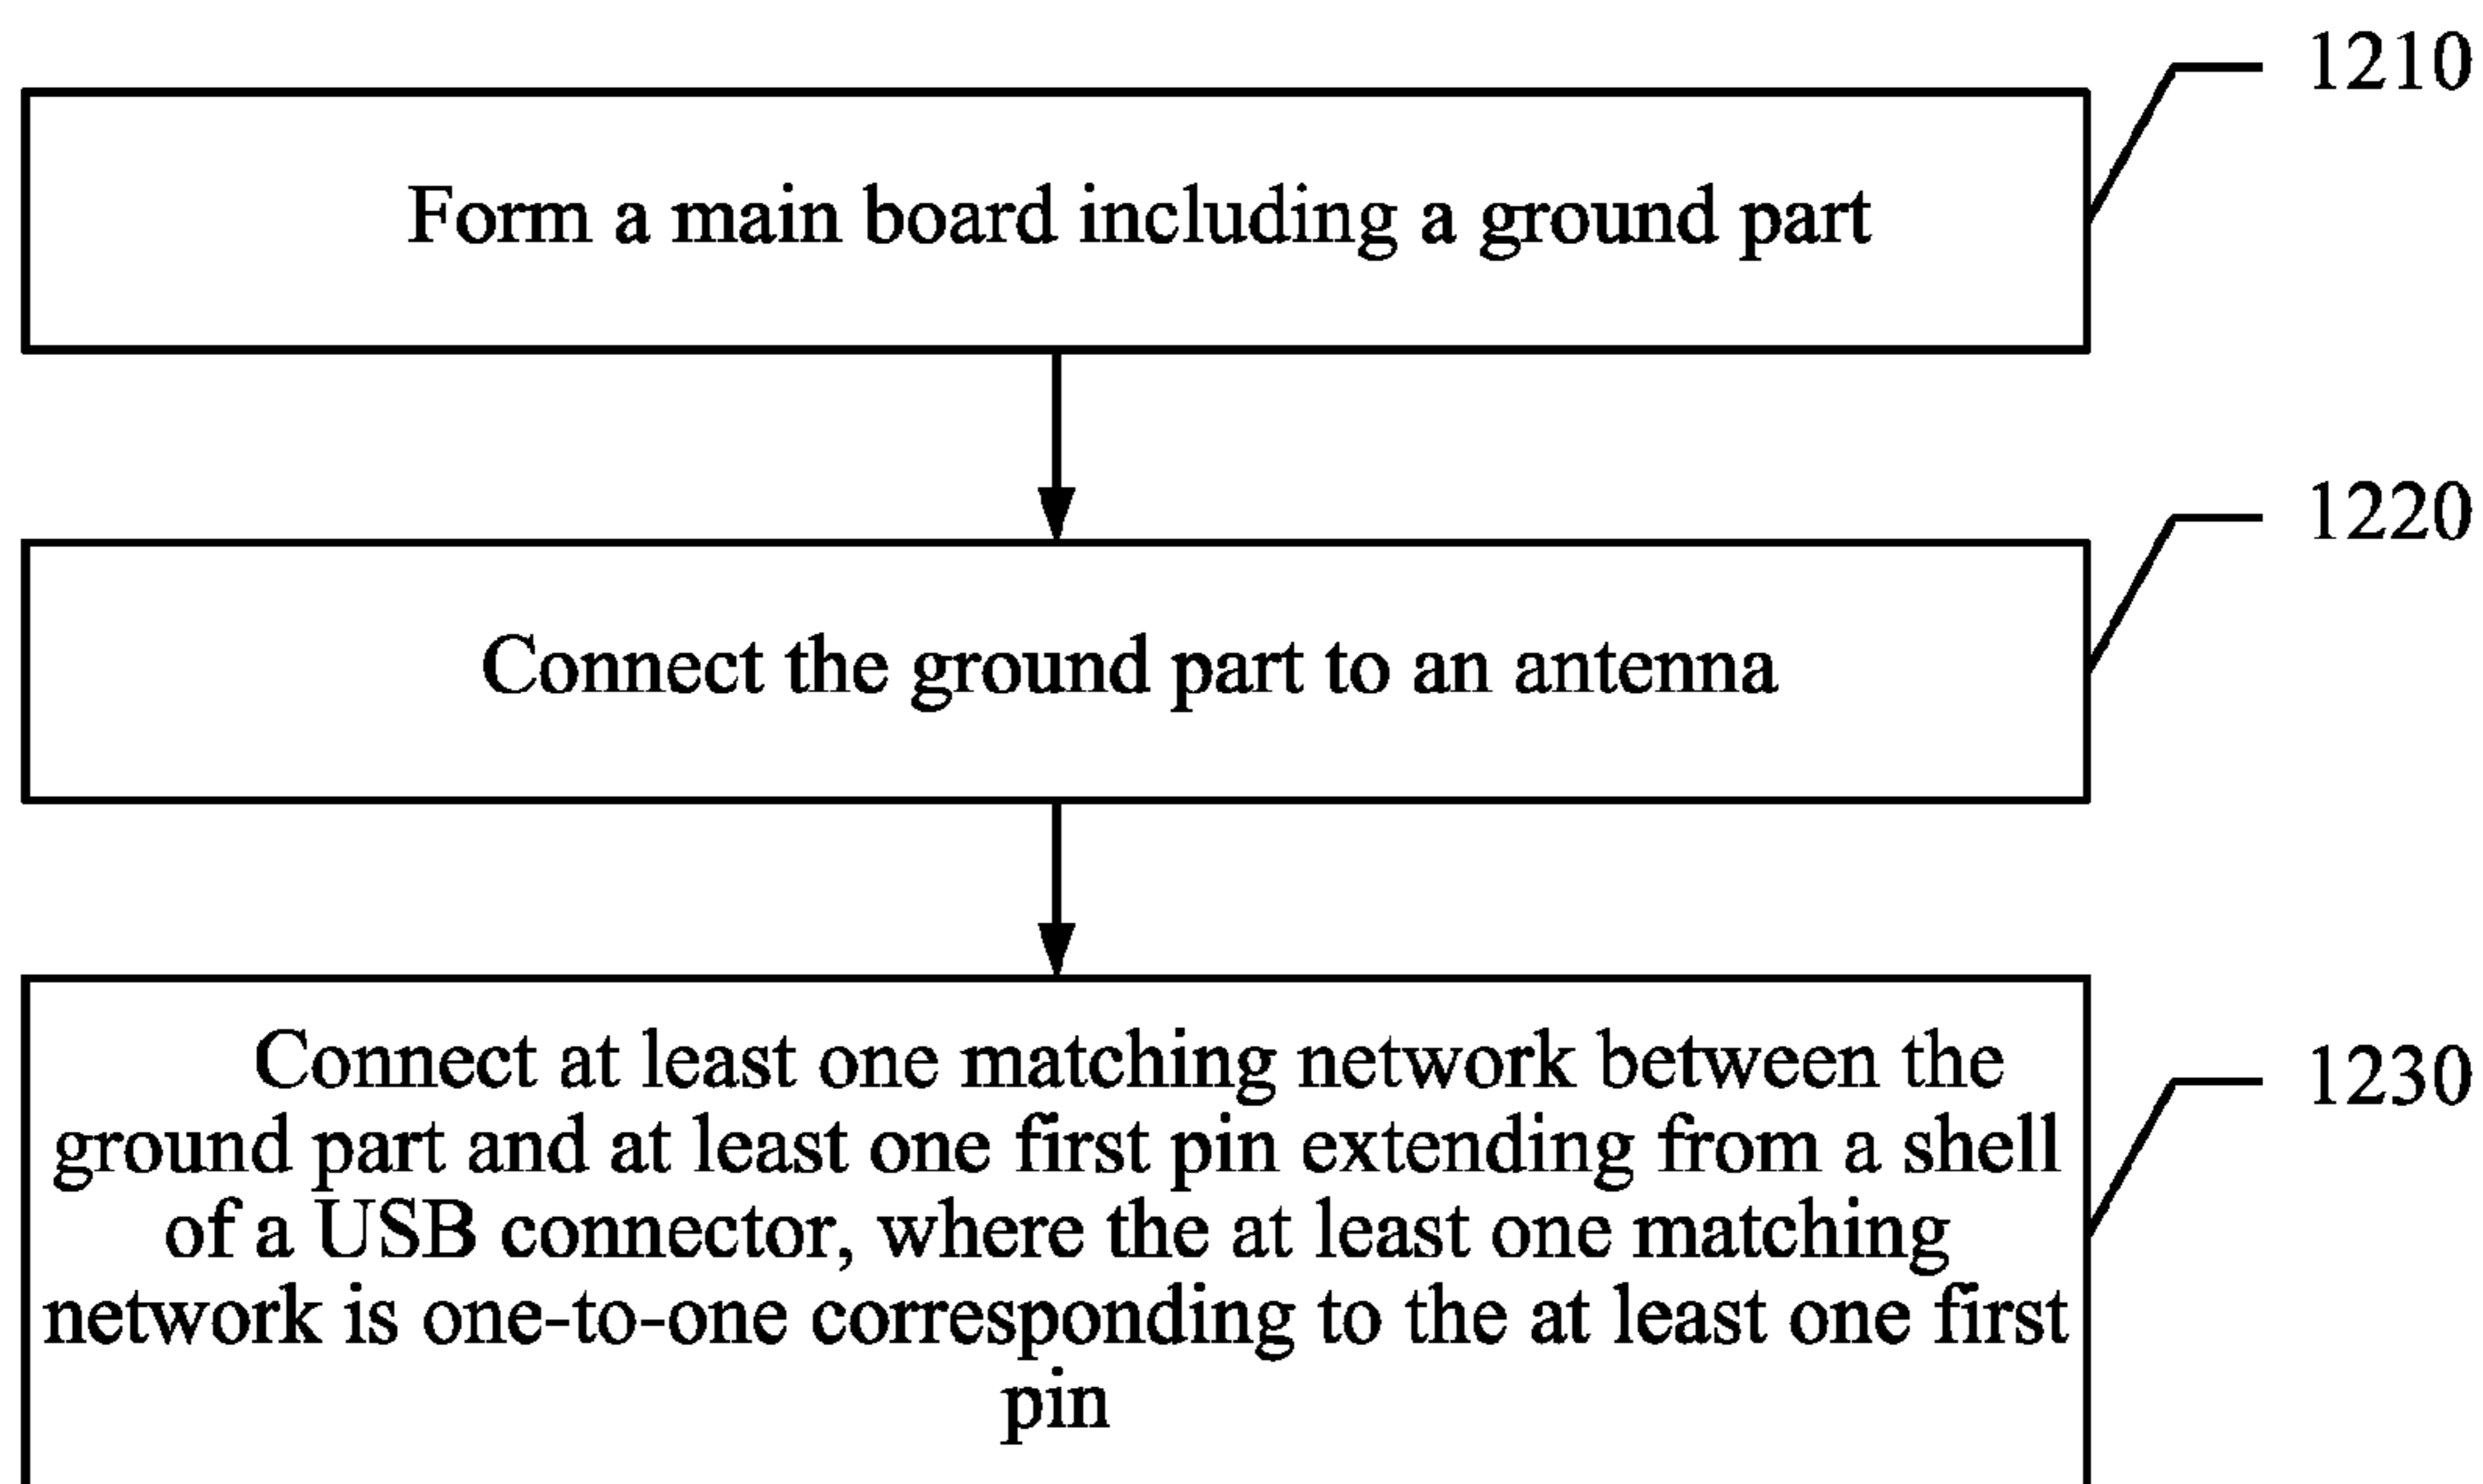 1210
Form a main board including a ground part
1220
Connect the ground part to an antenna
1230
Connect at least one matching network between the
ground part and at least one first pin extending from a shell
of a USB connector, where the at least one matching
network is one-to-one corresponding to the at least one first
pin